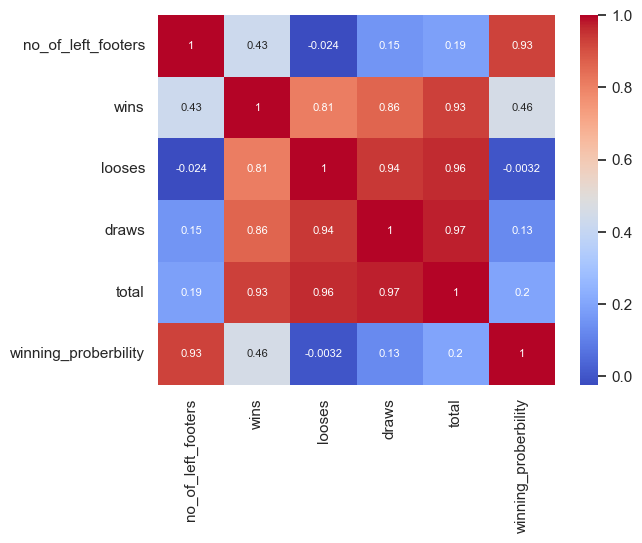 no_of_left_footers 1 0.43 -0.024 0.15 0.19 0.93
wins 0.43 1 0.81 0.86 0.93 0.46
looses -0.024 0.81 1 0.94 0.96 -0.0032
draws 0.15 0.86 0.94 1 0.97 0.13
total 0.19 0.93 0.96 0.97 1 0.2
winning_proberbility 0.93 0.46 -0.0032 0.13 0.2 1
no_of_left_footers
wins
looses
draws
total
winning_proberbility
1.0
0.8
0.6
0.4
0.2
0.0